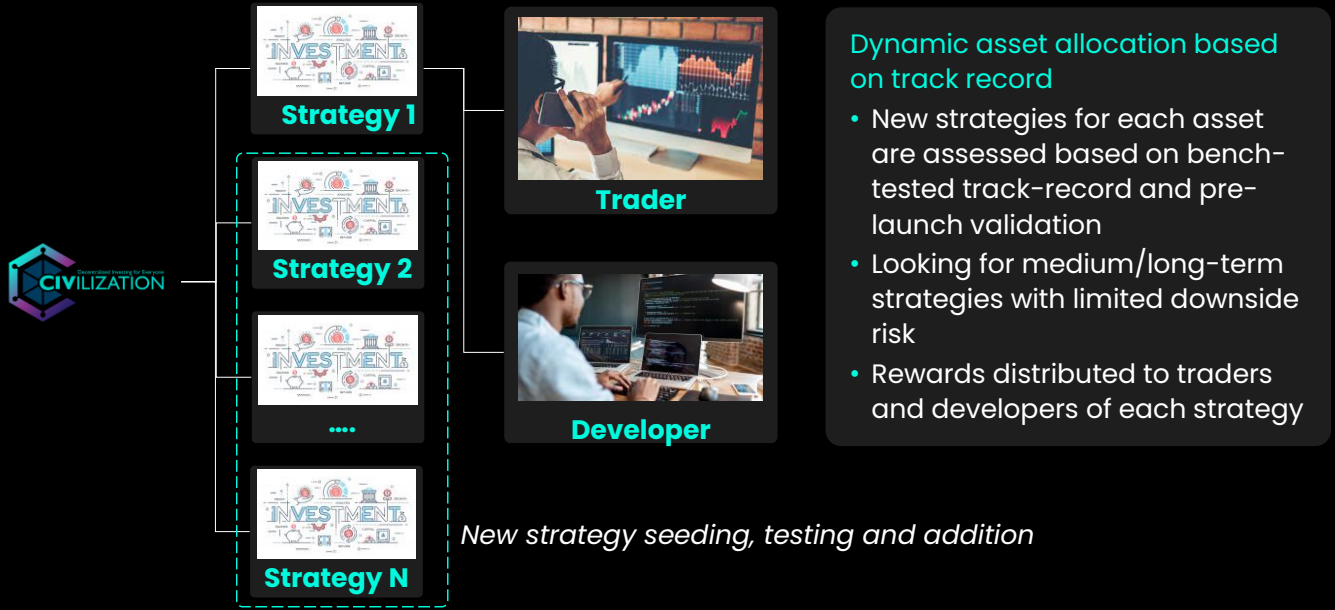 INVESTMENT
Strategy 1
INVESTMENT
Strategy 2
INVESTMENT
....
INVESTMENT
Strategy N
Decentralized Investing for Everyone
CIVILIZATION
Trader
Developer
New strategy seeding, testing and addition
Dynamic asset allocation based
on track record
• New strategies for each asset
are assessed based on bench-
tested track-record and pre-
launch validation
• Looking for medium/long-term
strategies with limited downside
risk
• Rewards distributed to traders
and developers of each strategy